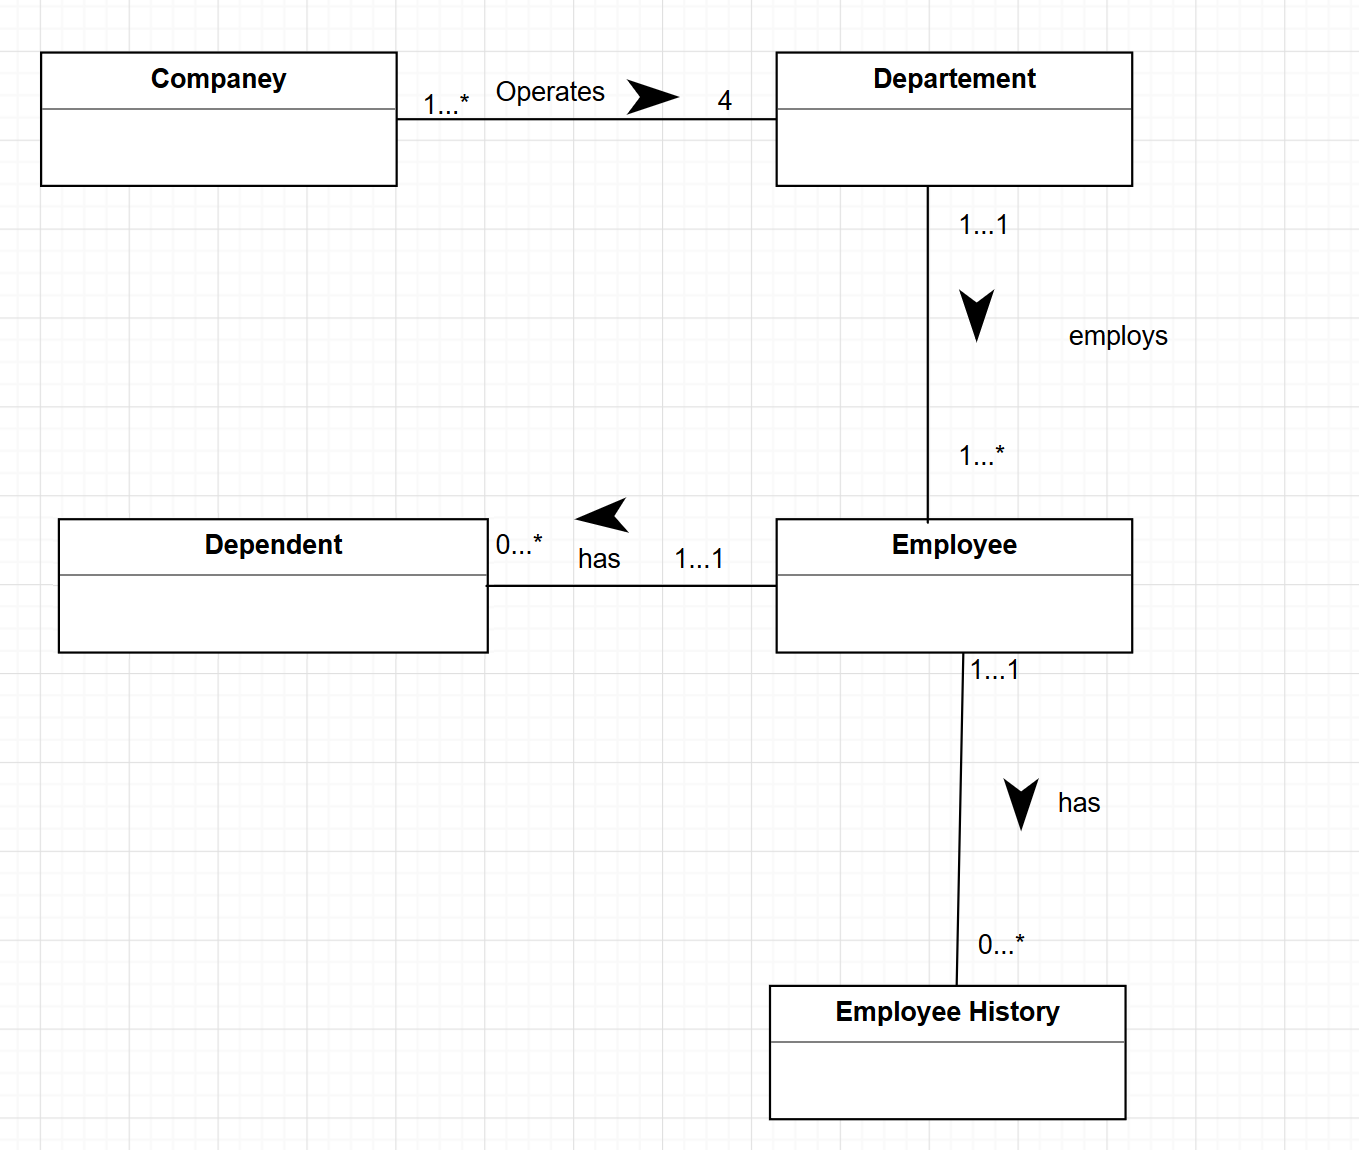 Companey
1...*
Operates
4
Departement
1...1
employs
1...*
Dependent
0...*
has
1...1
Employee
1...1
has
0...*
Employee History